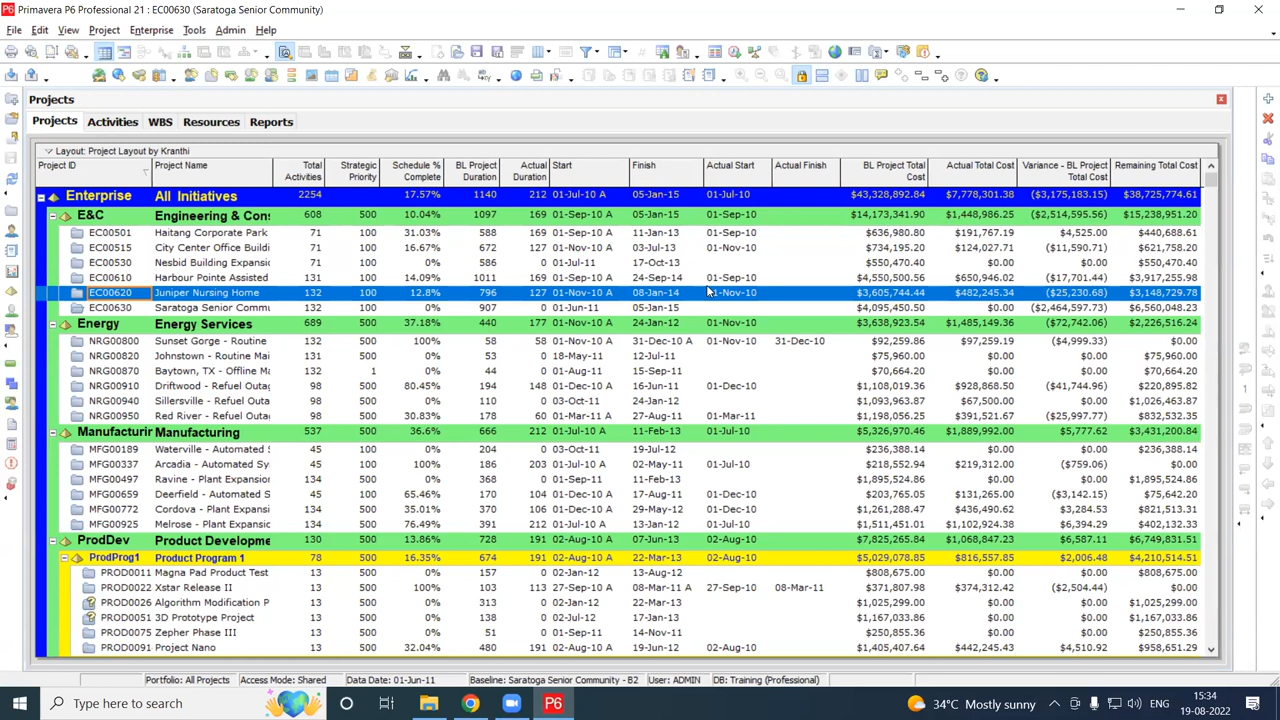 P6 Primavera P6 Professional 21 : EC00630 (Saratoga Senior Community)
File Edit View Project Enterprise Tools Admin Help
Projects
Projects Activities WBS Resources Reports
Layout: Project Layout by Kranthi
Project ID Project Name Total Activities Strategic Priority Schedule % Complete BL Project Duration Actual Duration Start Finish Actual Start Actual Finish BL Project Total Cost Actual Total Cost Variance - BL Project Total Cost Remaining Total Cost
Enterprise All Initiatives 2254 17.57% 1140 212 01-Jul-10 A 05-Jan-15 01-Jul-10 $43,328,892.84 $7,778,301.38 ($3,175,183.15) $38,725,774.61
E&C Engineering & Cons 608 500 10.04% 1097 169 01-Sep-10 A 05-Jan-15 01-Sep-10 $14,173,341.90 $1,448,986.25 ($2,514,595.56) $15,238,951.20
EC00501 Haitang Corporate Park 71 100 31.03% 588 169 01-Sep-10 A 11-Jan-13 01-Sep-10 $636,980.80 $191,767.19 $4,525.00 $440,688.61
EC00515 City Center Office Buildi 71 100 16.67% 672 127 01-Nov-10 A 03-Jul-13 01-Nov-10 $734,195.20 $124,027.71 ($11,590.71) $621,758.20
EC00530 Nesbid Building Expansio 71 100 0% 600 0 01-Jul-11 17-Oct-13 $550,470.40 $0.00 $0.00 $550,470.40
EC00610 Harbour Pointe Assisted 131 100 14.09% 1011 169 01-Sep-10 A 24-Sep-14 01-Sep-10 $4,550,500.56 $650,946.02 ($17,701.44) $3,917,255.98
EC00620 Juniper Nursing Home 132 100 12.8% 796 127 01-Nov-10 A 08-Jan-14 01-Nov-10 $3,605,744.44 $482,245.34 ($25,230.68) $3,148,729.78
EC00630 Saratoga Senior Commu 132 100 0% 907 0 01-Jun-11 05-Jan-15 $4,095,450.50 $0.00 ($2,464,597.73) $6,560,048.23
Energy Energy Services 689 500 37.18% 440 177 01-Nov-10 A 24-Jan-12 01-Nov-10 $3,638,923.54 $1,485,149.36 ($72,742.06) $2,226,516.24
NRG00800 Sunset Gorge - Routine 132 500 100% 58 58 01-Nov-10 A 31-Dec-10 A 01-Nov-10 31-Dec-10 $92,259.86 $97,259.19 ($4,999.33) $0.00
NRG00820 Johnstown - Routine Mai 131 500 0% 53 0 18-May-11 12-Jul-11 $75,960.00 $0.00 $0.00 $75,960.00
NRG00870 Baytown, TX - Offline M 132 1 0% 44 0 01-Aug-11 15-Sep-11 $70,664.20 $0.00 $0.00 $70,664.20
NRG00910 Driftwood - Refuel Outag 98 500 80.45% 194 148 01-Dec-10 A 16-Jun-11 01-Dec-10 $1,108,019.36 $928,868.50 ($41,744.96) $220,895.82
NRG00940 Sillersville - Refuel Outa 98 500 0% 97 0 03-Oct-11 24-Jan-12 $1,093,963.87 $67,500.00 $0.00 $1,026,463.87
NRG00950 Red River - Refuel Outag 98 500 30.83% 178 60 01-Mar-11 A 27-Aug-11 01-Mar-11 $1,198,056.25 $391,521.67 ($25,997.77) $832,532.35
Manufacturir Manufacturing 537 500 36.6% 666 212 01-Jul-10 A 11-Feb-13 01-Jul-10 $5,326,970.46 $1,889,992.00 $5,777.62 $3,431,200.84
MFG00189 Waterville - Automated S 45 100 0% 208 0 03-Oct-11 19-Jul-12 $236,388.14 $0.00 $0.00 $236,388.14
MFG00337 Arcadia - Automated Sy 45 500 100% 186 203 01-Jul-10 A 02-May-11 01-Jul-10 $218,552.94 $219,312.00 ($759.06) $0.00
MFG00497 Ravine - Plant Expansior 134 500 0% 368 0 01-Sep-11 11-Feb-13 $1,895,524.86 $0.00 $0.00 $1,895,524.86
MFG00659 Deerfield - Automated S 45 500 65.46% 170 104 01-Dec-10 A 17-Aug-11 01-Dec-10 $203,765.05 $131,265.00 ($3,142.15) $75,642.20
MFG00772 Cordova - Plant Expans 134 100 35.01% 373 106 01-Dec-10 A 29-May-12 01-Dec-10 $1,261,288.47 $436,490.62 $3,284.54 $821,513.31
MFG00925 Melrose - Plant Expansic 134 500 76.49% 391 212 01-Jul-10 A 13-Jan-12 01-Jul-10 $1,511,451.01 $1,102,924.38 $6,394.29 $402,132.33
ProdDev Product Developme 130 500 13.86% 728 191 02-Aug-10 A 07-Jun-13 02-Aug-10 $7,825,265.84 $1,068,847.23 $6,587.11 $6,749,831.51
ProdProg1 Product Program 1 78 500 16.35% 674 191 02-Aug-10 A 22-Mar-13 02-Aug-10 $5,029,078.85 $816,557.85 $2,006.48 $4,210,514.51
PROD0011 Magna Pad Product Test 13 500 0% 157 0 02-Jan-12 13-Aug-12 $808,675.00 $0.00 $0.00 $808,675.00
PROD0022 Xstar Release II 13 500 100% 103 113 27-Sep-10 A 08-Mar-11 A 27-Sep-10 08-Mar-11 $371,807.98 $374,312.42 ($2,504.44) $0.00
PROD0026 Algorithm Modification P 13 500 0% 313 0 02-Jan-12 22-Mar-13 $1,025,299.00 $0.00 $0.00 $1,025,299.00
PROD0051 3D Prototype Project 13 500 0% 138 0 02-Jul-12 17-Jan-13 $1,167,033.86 $0.00 $0.00 $1,167,033.86
PROD0075 Zepher Phase III 13 500 0% 51 0 01-Sep-11 14-Nov-11 $250,855.36 $0.00 $0.00 $250,855.36
PROD0091 Project Nano 13 500 32.04% 480 191 02-Aug-10 A 19-Jun-12 02-Aug-10 $1,405,407.64 $442,245.43 $4,510.92 $958,651.29
Portfolio: All Projects Access Mode: Shared Data Date: 01-Jun-11 Baseline: Saratoga Senior Community - B2 User: ADMIN DB: Training (Professional)
Type here to search P6 34°C Mostly sunny ENG 15:34
19-08-2022